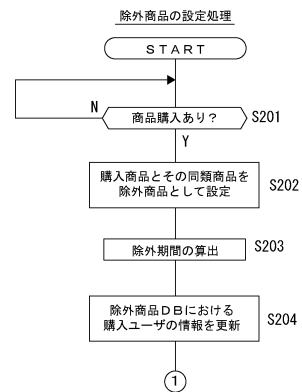 除外商品の設定処理
ＳＴＡＲＴ
N
商品購入あり？
S201
Y
購入商品とその同類商品を
除外商品として設定
S202
除外期間の算出
S203
除外商品ＤＢにおける
購入ユーザの情報を更新
S204
1